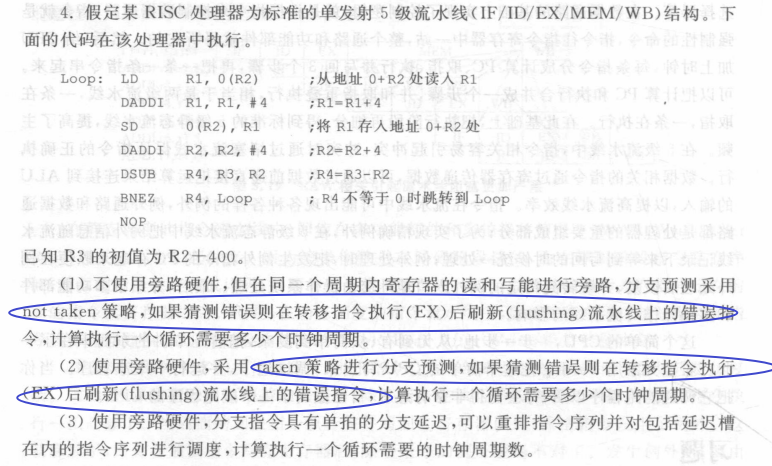 4. 假定某 RISC 处理器为标准的单发射 5 级流水线(IF/ID/EX/MEM/WB)结构。下
面的代码在该处理器中执行。
Loop: LD R1, 0(R2) ;从地址 0+R2 处读入 R1
DADDI R1, R1, #4 ;R1=R1+4
SD 0(R2), R1 ;将 R1 存入地址 0+R2 处
DADDI R2, R2, #4 ;R2=R2+4
DSUB R4, R3, R2 ;R4=R3-R2
BNEZ R4, Loop ;R4 不等于 0 时跳转到 Loop
NOP
已知 R3 的初值为 R2+400。
(1) 不使用旁路硬件,但在同一个周期内寄存器的读和写能进行旁路,分支预测采用
not taken 策略,如果猜测错误则在转移指令执行(EX)后刷新(flushing)流水线上的错误指
令,计算执行一个循环需要多少个时钟周期。
(2) 使用旁路硬件,采用 taken 策略进行分支预测,如果猜测错误则在转移指令执行
(EX)后刷新(flushing)流水线上的错误指令,计算执行一个循环需要多少个时钟周期。
(3) 使用旁路硬件,分支指令具有单拍的分支延迟,可以重排指令序列并对包括延迟槽
在内的指令序列进行调度,计算执行一个循环需要的时钟周期数。